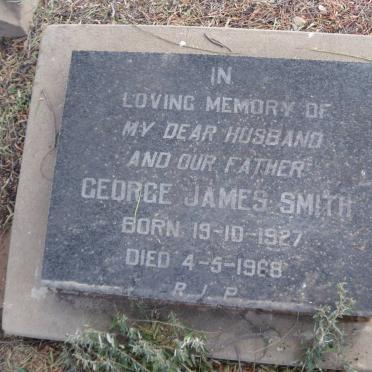 IN
LOVING MEMORY OF
MY DEAR HUSBAND
AND OUR FATHER
GEORGE JAMES SMITH
BORN 19-10-1927
DIED 4-5-1968
R.I.P.